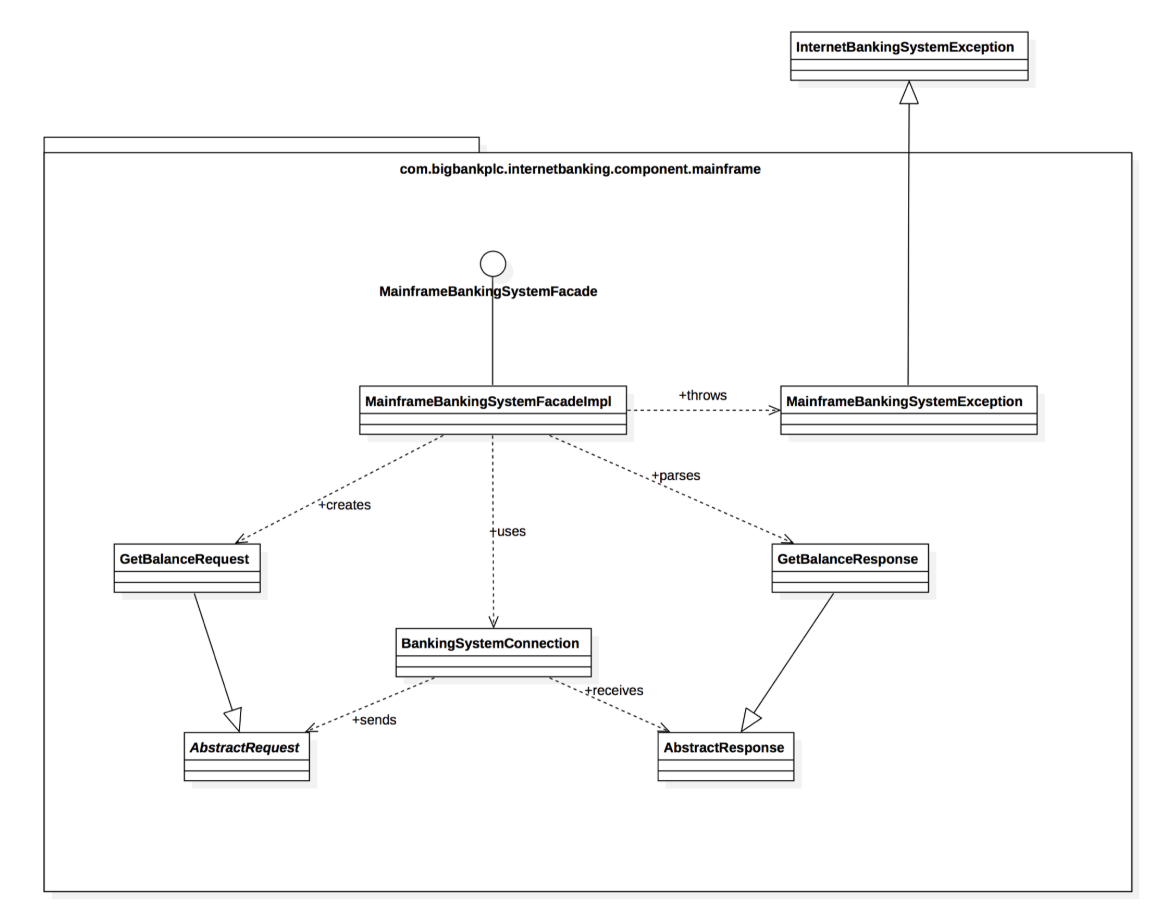 InternetBankingSystemException
com.bigbankplc.internetbanking.component.mainframe
MainframeBankingSystemFacade
MainframeBankingSystemFacadeImpl
+throws
MainframeBankingSystemException
+parses
+creates
+uses
GetBalanceRequest
GetBalanceResponse
BankingSystemConnection
+receives
+sends
AbstractRequest
AbstractResponse